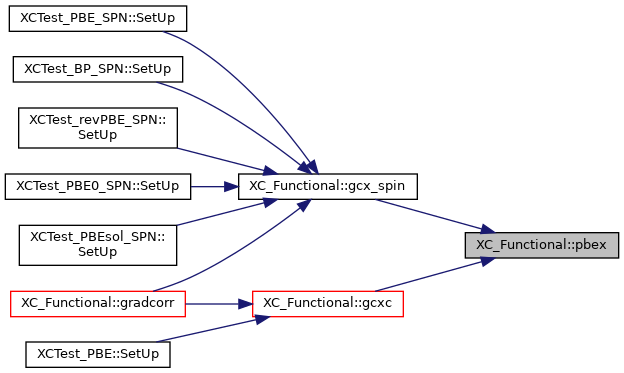 XCTest_PBE_SPN::SetUp
XCTest_BP_SPN::SetUp
XCTest_revPBE_SPN::
SetUp
XC_Functional::gcx_spin
XCTest_PBE0_SPN::SetUp
XCTest_PBEsol_SPN::
SetUp
XC_Functional::pbex
XC_Functional::gradcorr
XC_Functional::gcxc
XCTest_PBE::SetUp